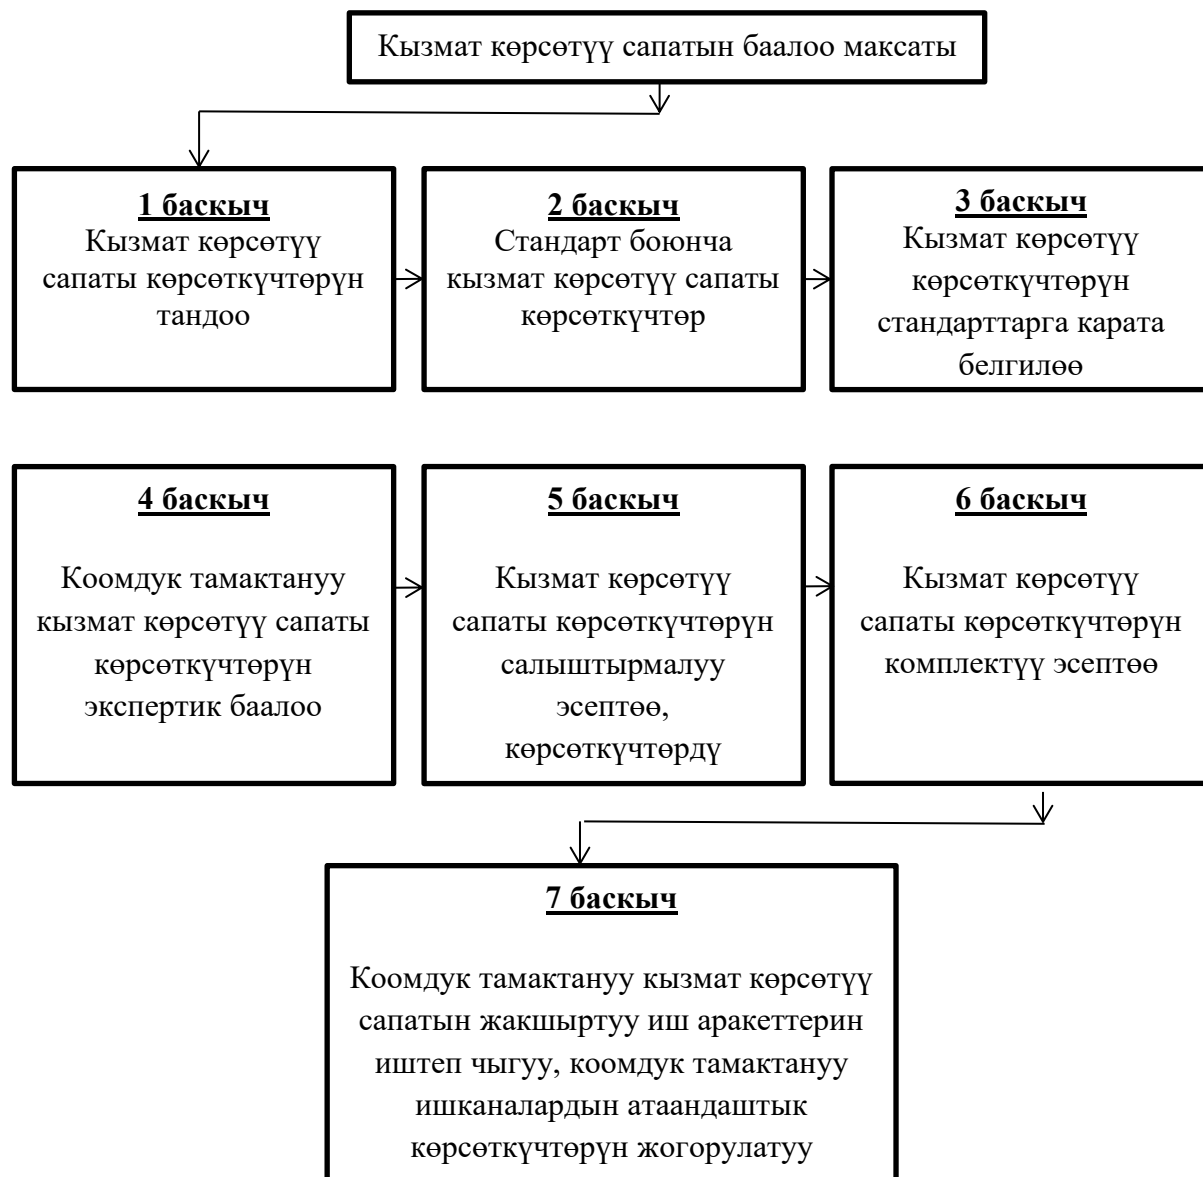 Кызмат көрсөтүү сапатын баалоо максаты
1 баскыч
Кызмат көрсөтүү
сапаты көрсөткүчтөрүн
тандоо
2 баскыч
Стандарт боюнча
кызмат көрсөтүү сапаты
көрсөткүчтөр
3 баскыч
Кызмат көрсөтүү
көрсөткүчтөрүн
стандарттарга карата
белгилөө
4 баскыч
Коомдук тамактануу
кызмат көрсөтүү сапаты
көрсөткүчтөрүн
экспертик баалоо
5 баскыч
Кызмат көрсөтүү
сапаты көрсөткүчтөрүн
салыштырмалуу
эсептөө,
көрсөткүчтөрдү
6 баскыч
Кызмат көрсөтүү
сапаты көрсөткүчтөрүн
комплектүү эсептөө
7 баскыч
Коомдук тамактануу кызмат көрсөтүү
сапатын жакшыртуу иш аракеттерин
иштеп чыгуу, коомдук тамактануу
ишканалардын атаандаштык
көрсөткүчтөрүн жогорулатуу